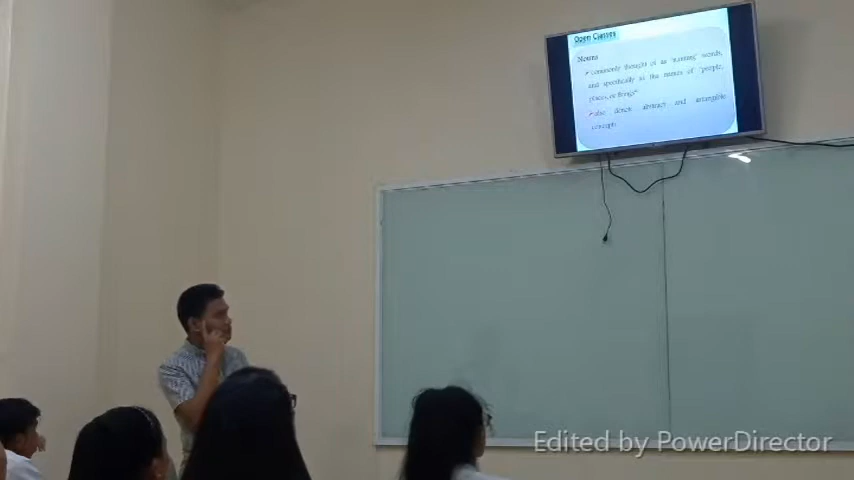 Open Classes
Nouns
commonly thought of as "naming" words,
and specifically as the names of "people,
places, or things"
also denote abstract and intangible
concepts
Edited by PowerDirector